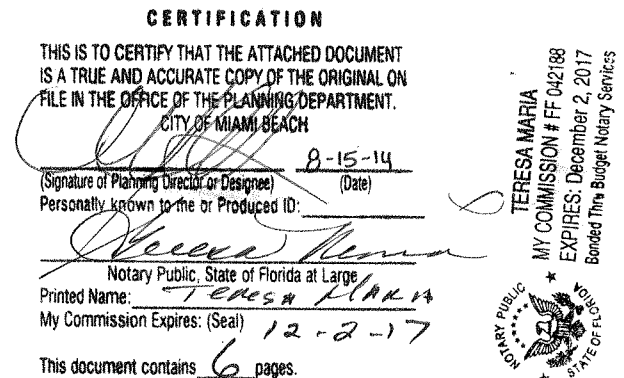 CERTIFICATION
THIS IS TO CERTIFY THAT THE ATTACHED DOCUMENT
IS A TRUE AND ACCURATE COPY OF THE ORIGINAL ON
FILE IN THE OFFICE OF THE PLANNING DEPARTMENT.
CITY OF MIAMI BEACH
8-15-14
(Signature of Planning Director or Designee) (Date)
Personally known to me or Produced ID:
Teresa Maria
Notary Public, State of Florida at Large
Printed Name: TERESA MARIA
My Commission Expires: (Seal) 12-2-17
This document contains 6 pages.
TERESA MARIA
MY COMMISSION # FF 042188
EXPIRES: December 2, 2017
Bonded Thru Budget Notary Services
NOTARY PUBLIC
STATE OF FLORIDA